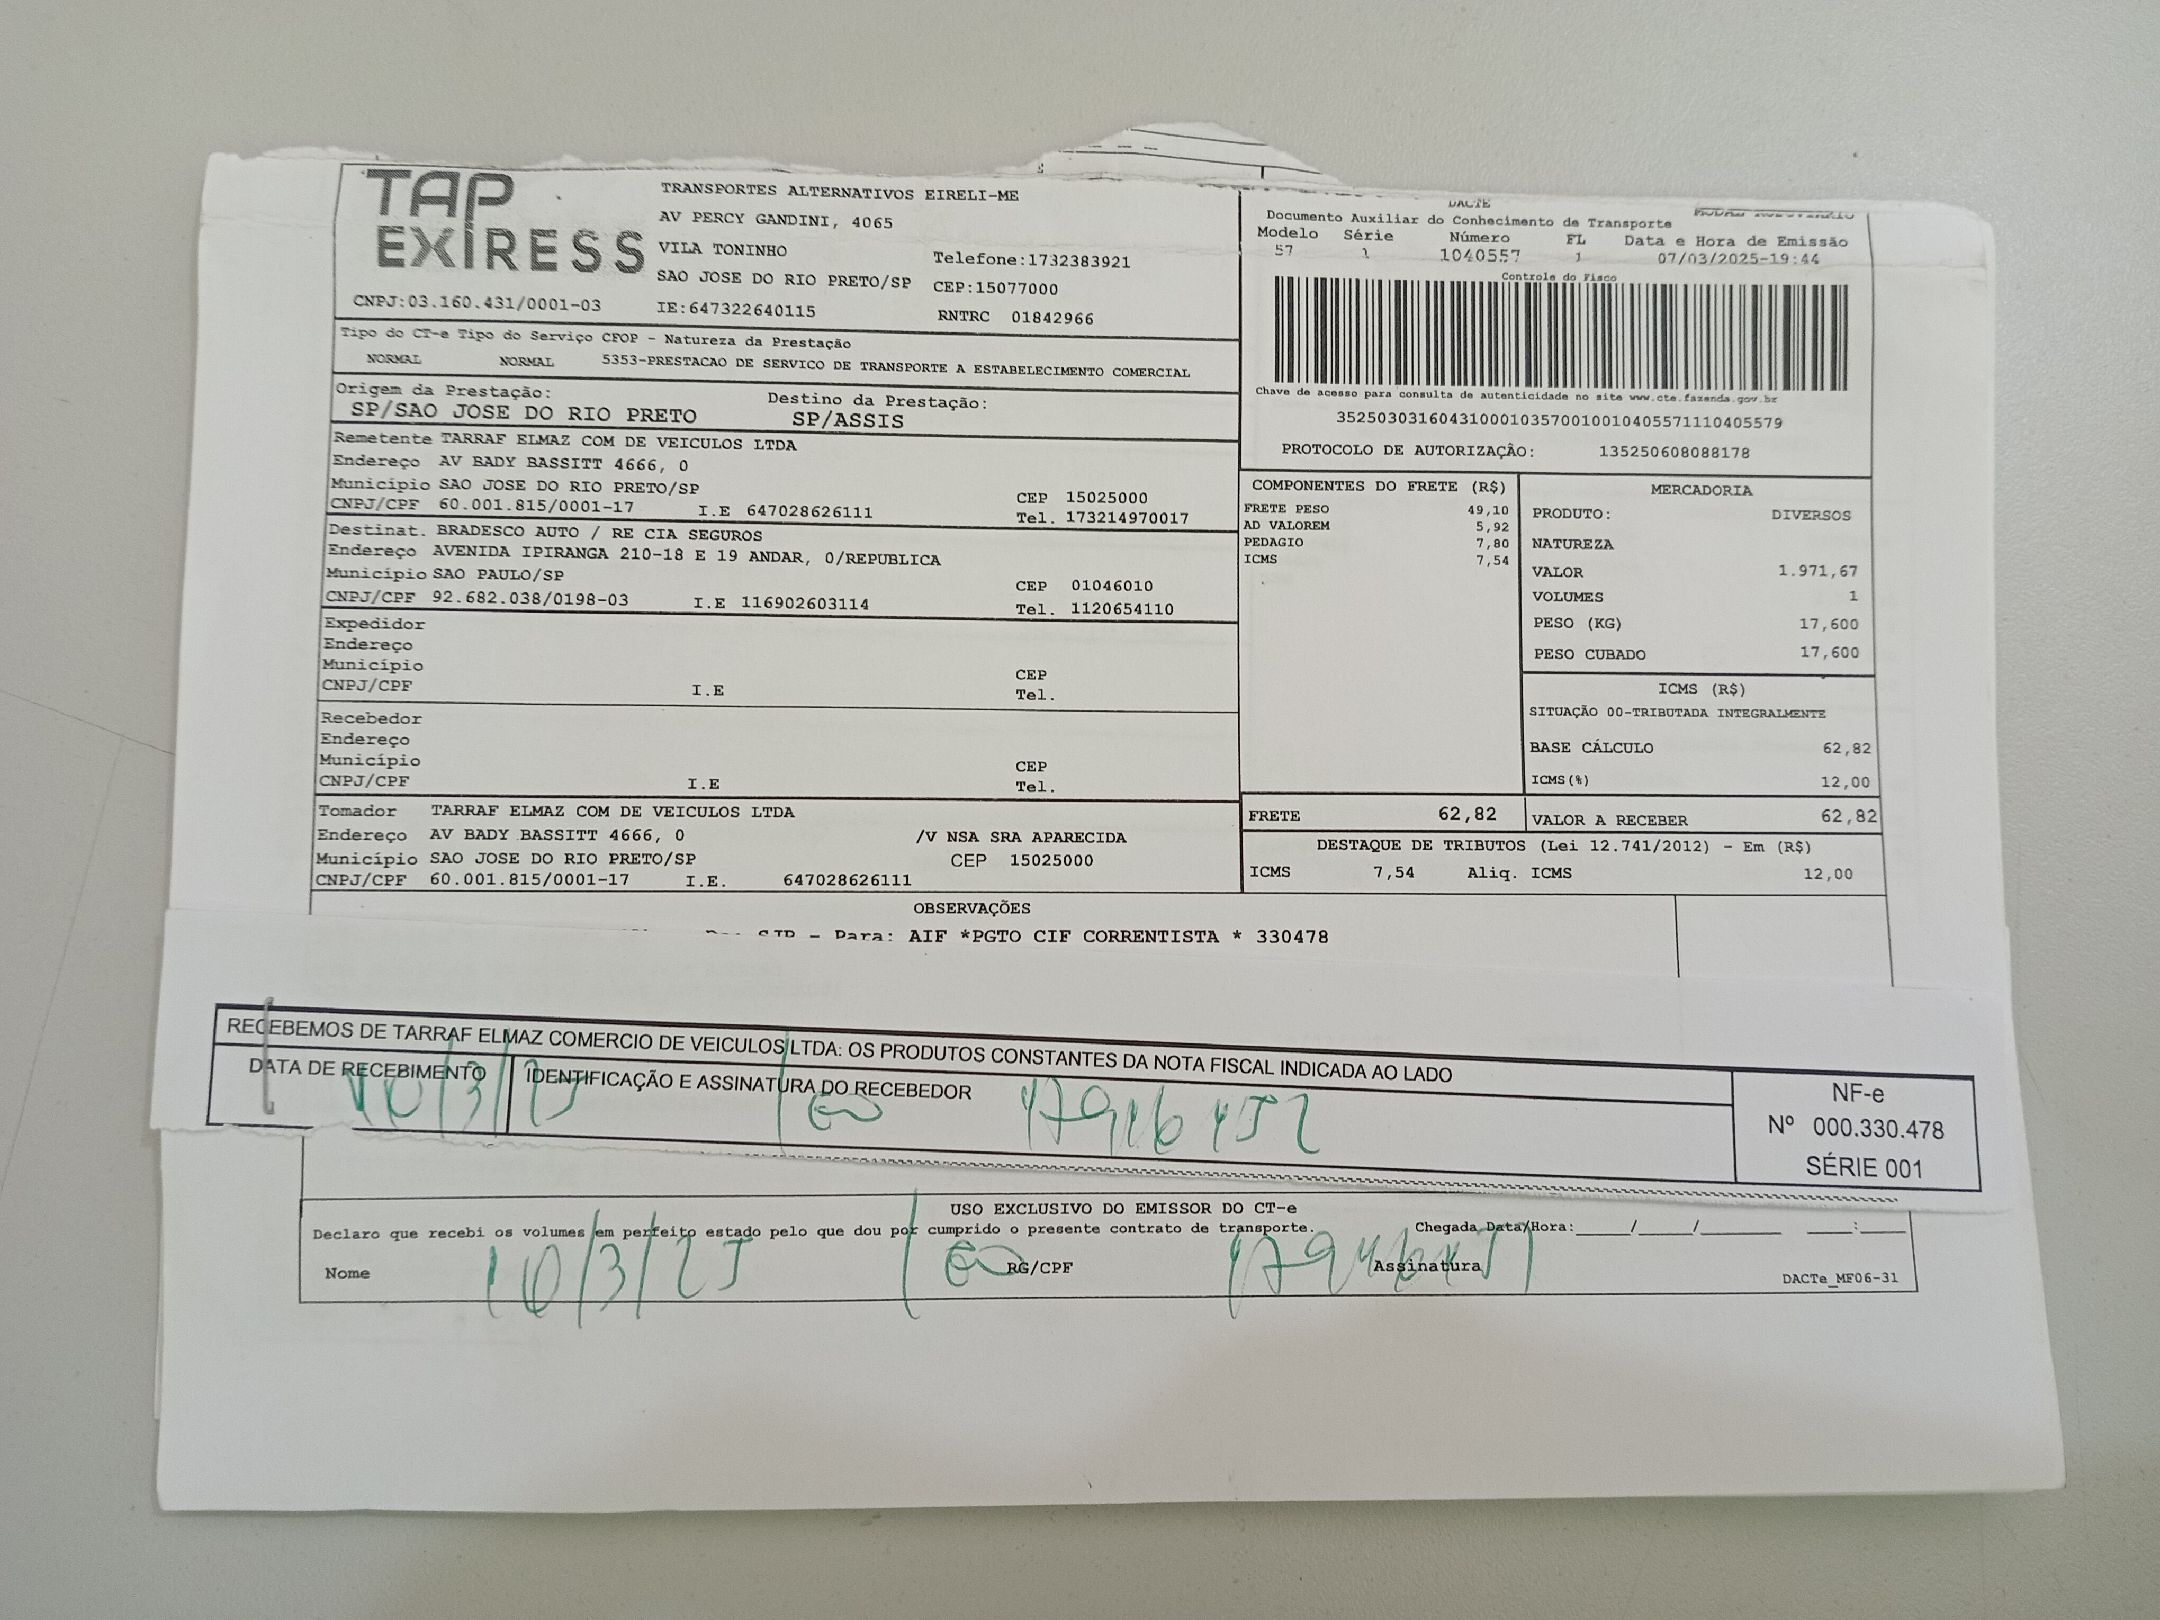 TAP
EXIRESS
TRANSPORTES ALTERNATIVOS EIRELI-ME
AV PERCY GANDINI, 4065
VILA TONINHO
Telefone:1732383921
SAO JOSE DO RIO PRETO/SP
CEP:15077000
CNPJ:03.160.431/0001-03
IE:647322640115
RNTRC 01842966
DACTE
Documento Auxiliar do Conhecimento de Transporte
Modelo Série Número FL Data e Hora de Emissão
57 1 1040557 1 07/03/2025-19:44
Controle do Fisco
Chave de acesso para consulta de autenticidade no site www.cte.fazenda.gov.br
35250303160431000103570010010405571110405579
PROTOCOLO DE AUTORIZAÇÃO: 135250608088178
Tipo do CT-e Tipo do Serviço CFOP - Natureza da Prestação
NORMAL NORMAL 5353-PRESTACAO DE SERVICO DE TRANSPORTE A ESTABELECIMENTO COMERCIAL
Origem da Prestação: Destino da Prestação:
SP/SAO JOSE DO RIO PRETO SP/ASSIS
Remetente TARRAF ELMAZ COM DE VEICULOS LTDA
Endereço AV BADY BASSITT 4666, 0
Município SAO JOSE DO RIO PRETO/SP CEP 15025000
CNPJ/CPF 60.001.815/0001-17 I.E 647028626111 Tel. 173214970017
Destinat. BRADESCO AUTO / RE CIA SEGUROS
Endereço AVENIDA IPIRANGA 210-18 E 19 ANDAR, 0/REPUBLICA
Município SAO PAULO/SP CEP 01046010
CNPJ/CPF 92.682.038/0198-03 I.E 116902603114 Tel. 1120654110
Expedidor
Endereço
Município CEP
CNPJ/CPF I.E Tel.
Recebedor
Endereço
Município CEP
CNPJ/CPF I.E Tel.
Tomador TARRAF ELMAZ COM DE VEICULOS LTDA
Endereço AV BADY BASSITT 4666, 0 /V NSA SRA APARECIDA
Município SAO JOSE DO RIO PRETO/SP CEP 15025000
CNPJ/CPF 60.001.815/0001-17 I.E. 647028626111
COMPONENTES DO FRETE (R$)
FRETE PESO 49,10
AD VALOREM 5,92
PEDAGIO 7,80
ICMS 7,54
MERCADORIA
PRODUTO: DIVERSOS
NATUREZA
VALOR 1.971,67
VOLUMES 1
PESO (KG) 17,600
PESO CUBADO 17,600
ICMS (R$)
SITUAÇÃO 00-TRIBUTADA INTEGRALMENTE
BASE CÁLCULO 62,82
ICMS(%) 12,00
FRETE 62,82 VALOR A RECEBER 62,82
DESTAQUE DE TRIBUTOS (Lei 12.741/2012) - Em (R$)
ICMS 7,54 Aliq. ICMS 12,00
OBSERVAÇÕES
- Para: AIF *PGTO CIF CORRENTISTA * 330478
RECEBEMOS DE TARRAF ELMAZ COMERCIO DE VEICULOS LTDA: OS PRODUTOS CONSTANTES DA NOTA FISCAL INDICADA AO LADO
DATA DE RECEBIMENTO IDENTIFICAÇÃO E ASSINATURA DO RECEBEDOR
10/3/25
NF-e
Nº 000.330.478
SÉRIE 001
USO EXCLUSIVO DO EMISSOR DO CT-e
Declaro que recebi os volumes em perfeito estado pelo que dou por cumprido o presente contrato de transporte. Chegada Data/Hora:____/____/____ ___:___
Nome RG/CPF Assinatura
10/3/25
DACTe_MF06-31